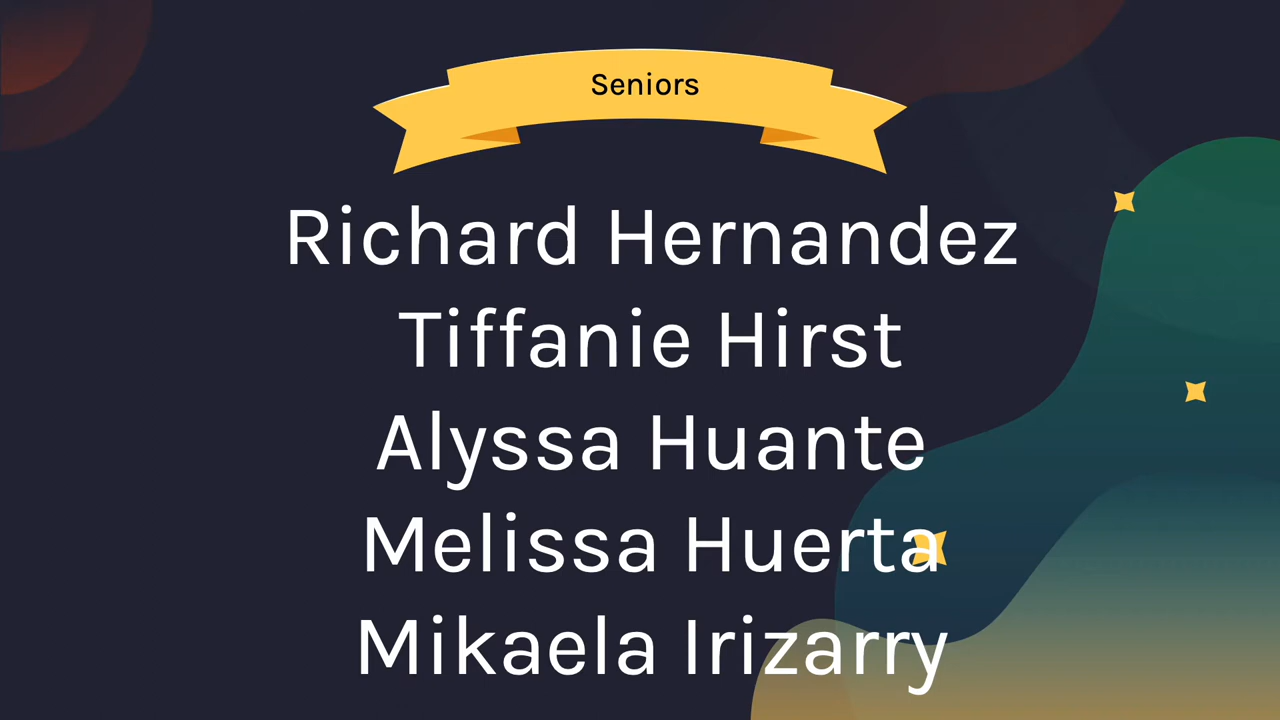 Seniors
Richard Hernandez
Tiffanie Hirst
Alyssa Huante
Melissa Huerta
Mikaela Irizarry